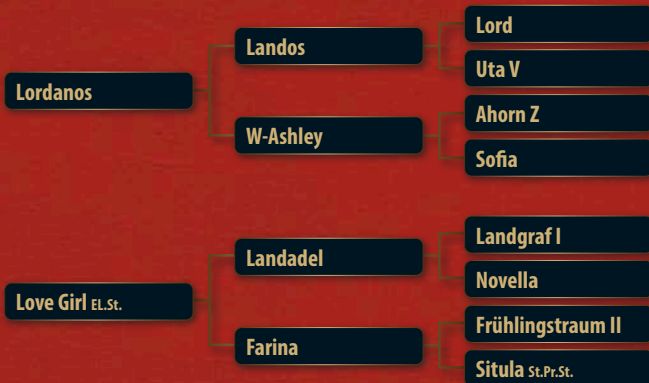 Lordanos
Landos
Lord
Uta V
W-Ashley
Ahorn Z
Sofia
Love Girl EL.St.
Landadel
Landgraf I
Novella
Farina
Frühlingstraum II
Situla St.Pr.St.